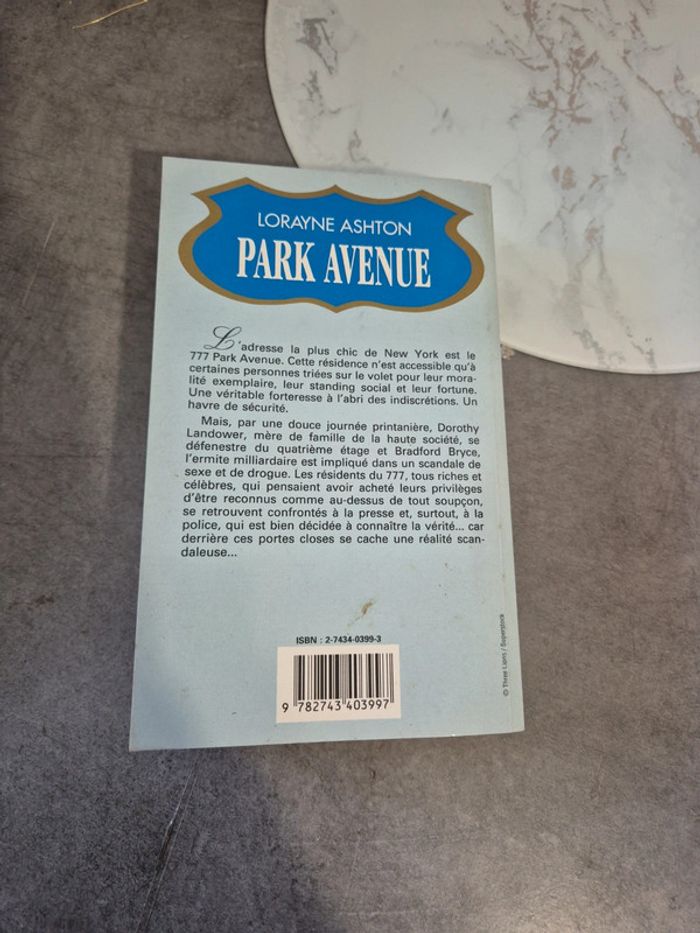 LORAYNE ASHTON
PARK AVENUE
L'adresse la plus chic de New York est le
777 Park Avenue. Cette résidence n'est accessible qu'à
certaines personnes triées sur le volet pour leur mora-
lité exemplaire, leur standing social et leur fortune.
Une véritable forteresse à l'abri des indiscrétions. Un
havre de sécurité.
Mais, par une douce journée printanière, Dorothy
Landower, mère de famille de la haute société, se
défenestre du quatrième étage et Bradford Bryce,
l'ermite milliardaire est impliqué dans un scandale de
sexe et de drogue. Les résidents du 777, tous riches et
célèbres, qui pensaient avoir acheté leurs privilèges
d'être reconnus comme au-dessus de tout soupçon,
se retrouvent confrontés à la presse et, surtout, à la
police, qui est bien décidée à connaître la vérité... car
derrière ces portes closes se cache une réalité scan-
daleuse...
ISBN : 2-7434-0399-3
9 782743 403997
© Three Lions / Superstock